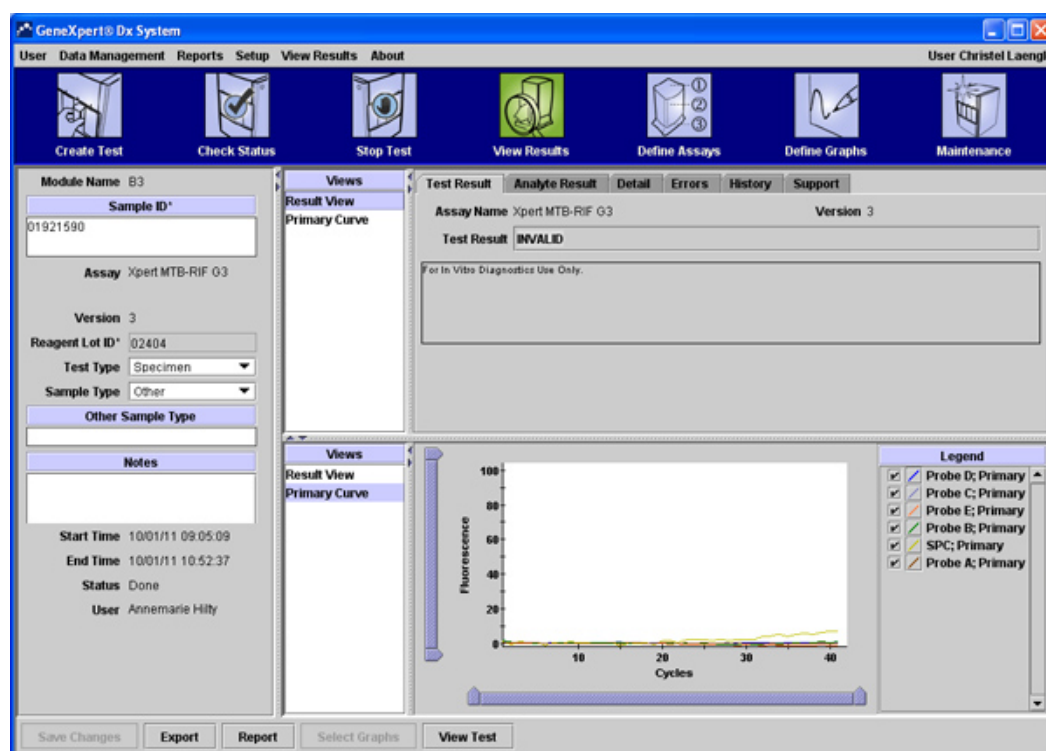 GeneXpert® Dx System
User Data Management Reports Setup View Results About User Christel Laengl
Create Test Check Status Stop Test View Results Define Assays Define Graphs Maintenance
Module Name B3
Sample ID*
01921590
Assay Xpert MTB-RIF G3
Version 3
Reagent Lot ID* 02404
Test Type Specimen
Sample Type Other
Other Sample Type
Notes
Start Time 10/01/11 09:05:09
End Time 10/01/11 10:52:37
Status Done
User Annemarie Hilty
Views
Result View
Primary Curve
Test Result Analyte Result Detail Errors History Support
Assay Name Xpert MTB-RIF G3 Version 3
Test Result INVALID
For In Vitro Diagnostics Use Only.
Views
Result View
Primary Curve
Fluorescence
100
80
60
40
20
0
10 20 30 40
Cycles
Legend
Probe D; Primary
Probe C; Primary
Probe E; Primary
Probe B; Primary
SPC; Primary
Probe A; Primary
Save Changes Export Report Select Graphs View Test